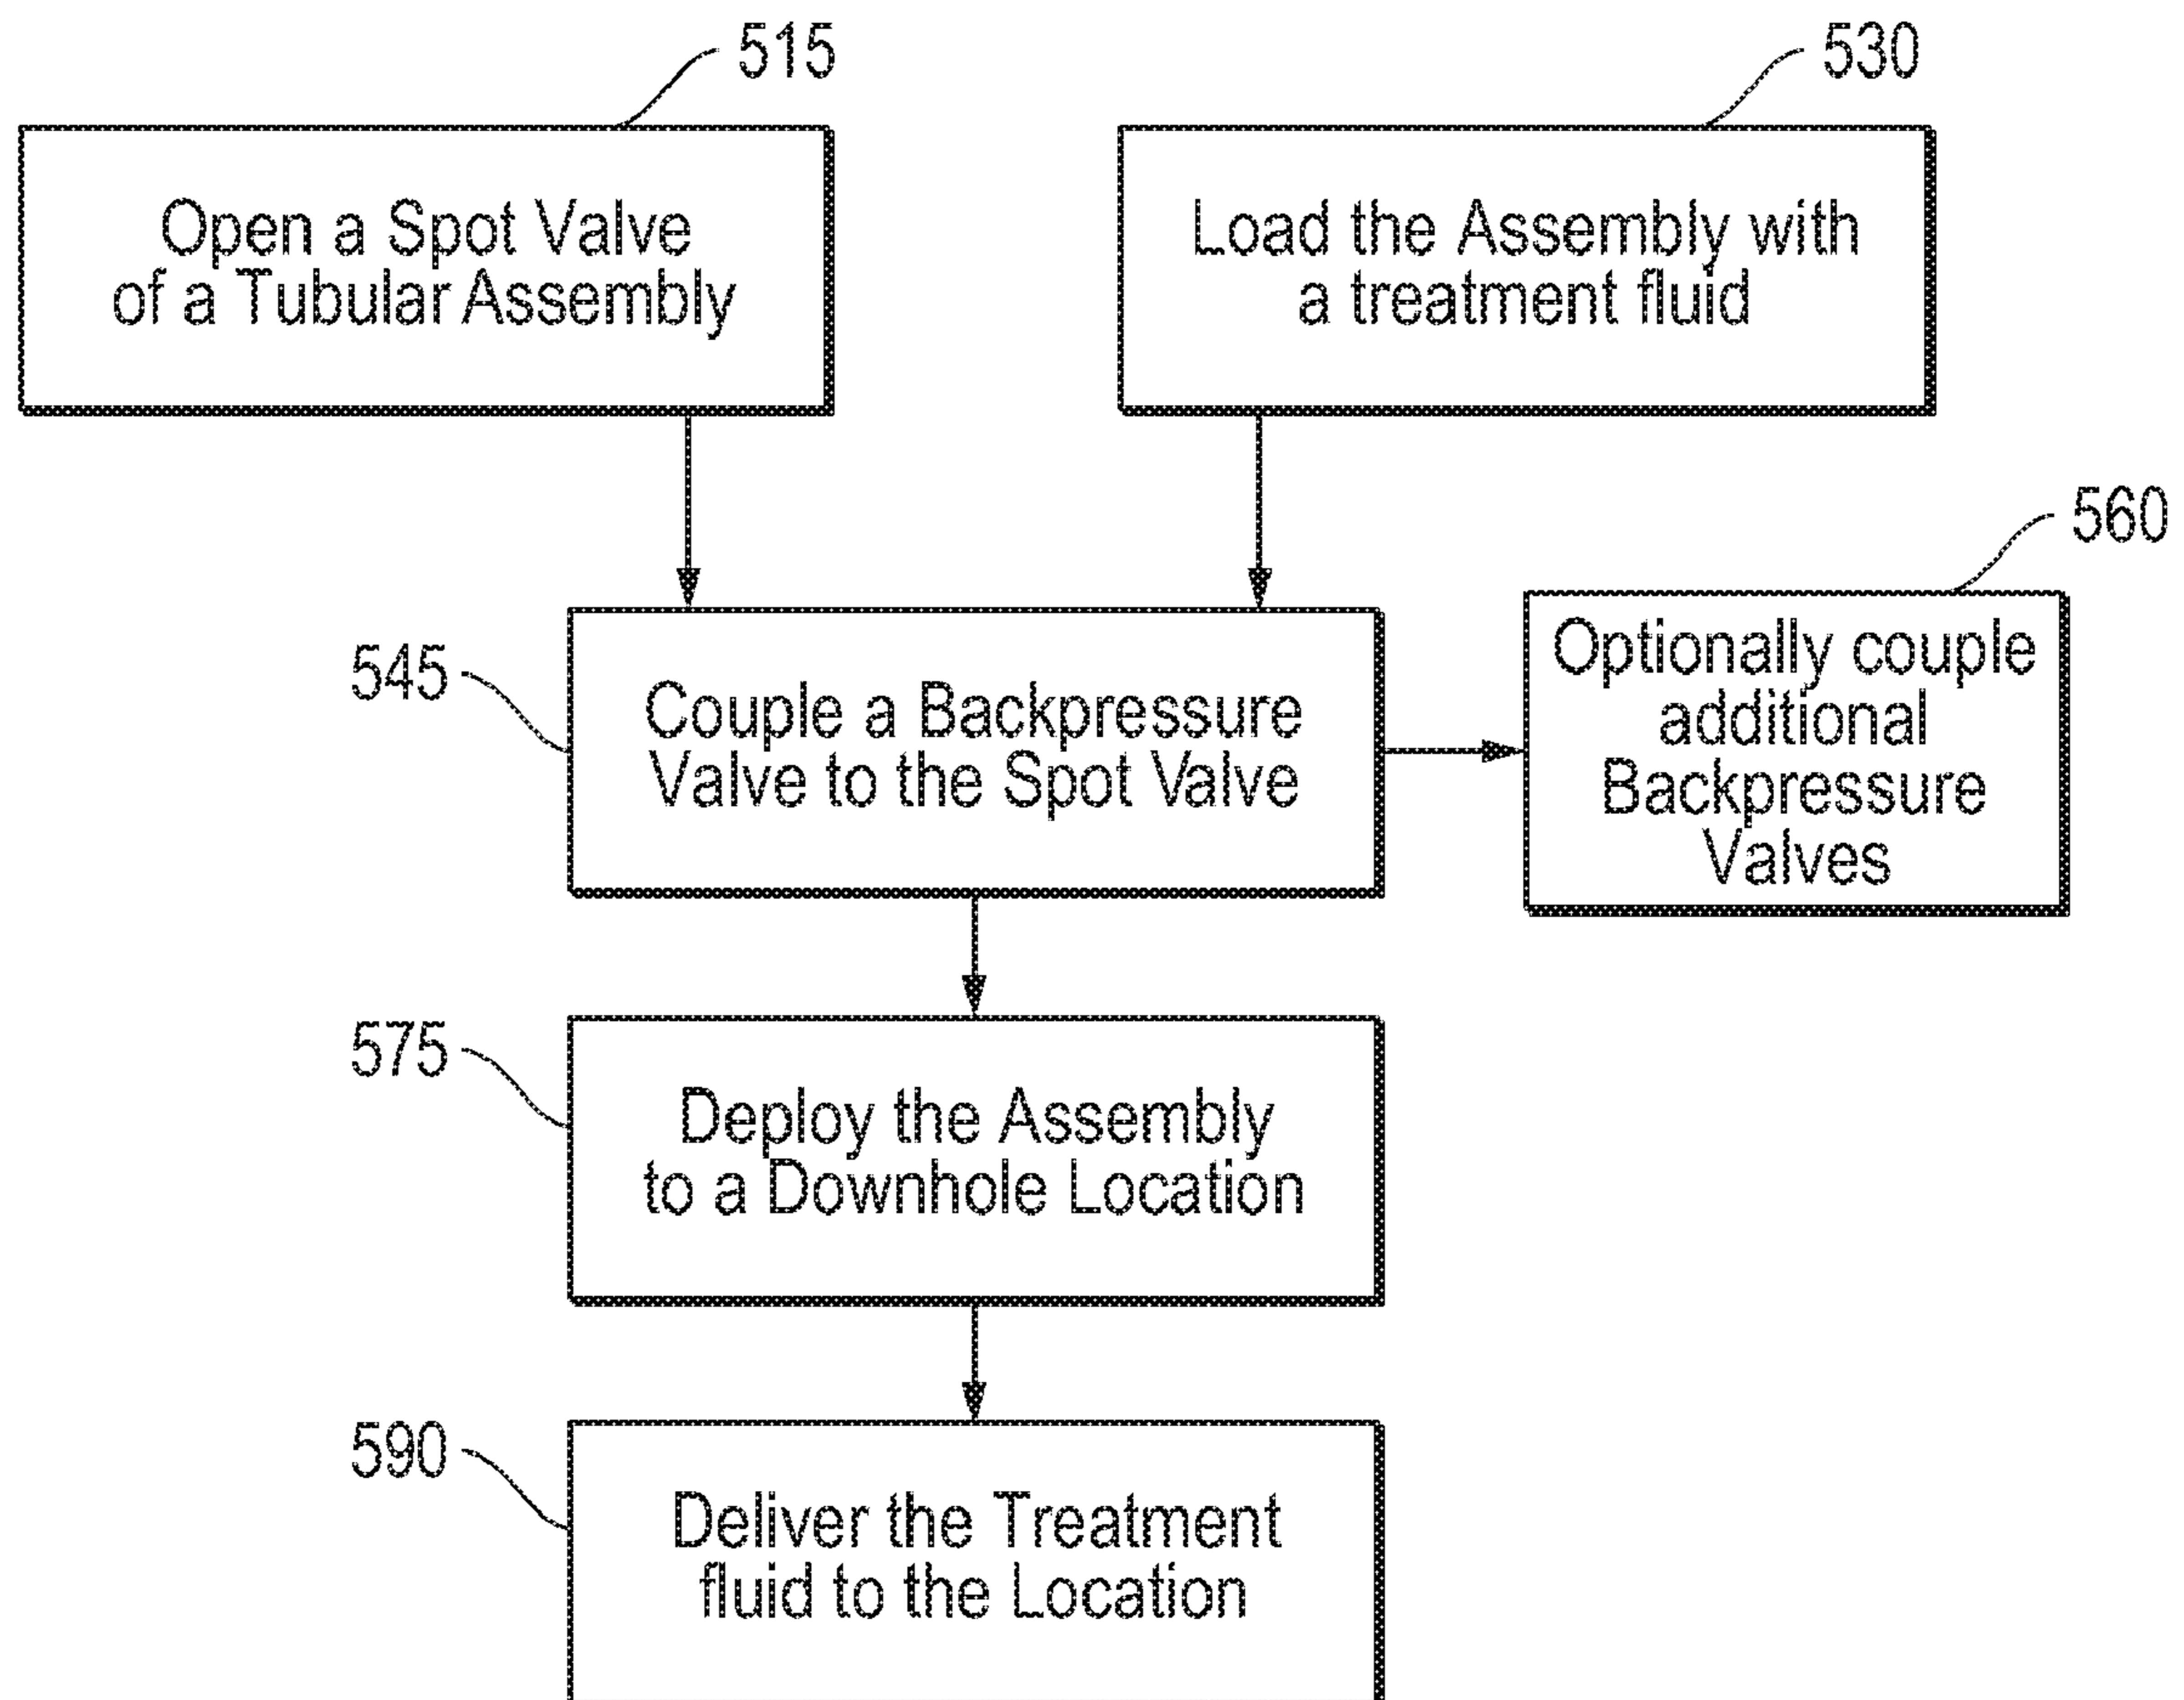 515
530
Open a Spot Valve
of a Tubular Assembly
Load the Assembly with
a treatment fluid
560
545
Couple a Backpressure
Valve to the Spot Valve
Optionally couple
additional
Backpressure
Valves
575
Deploy the Assembly
to a Downhole Location
590
Deliver the Treatment
fluid to the Location